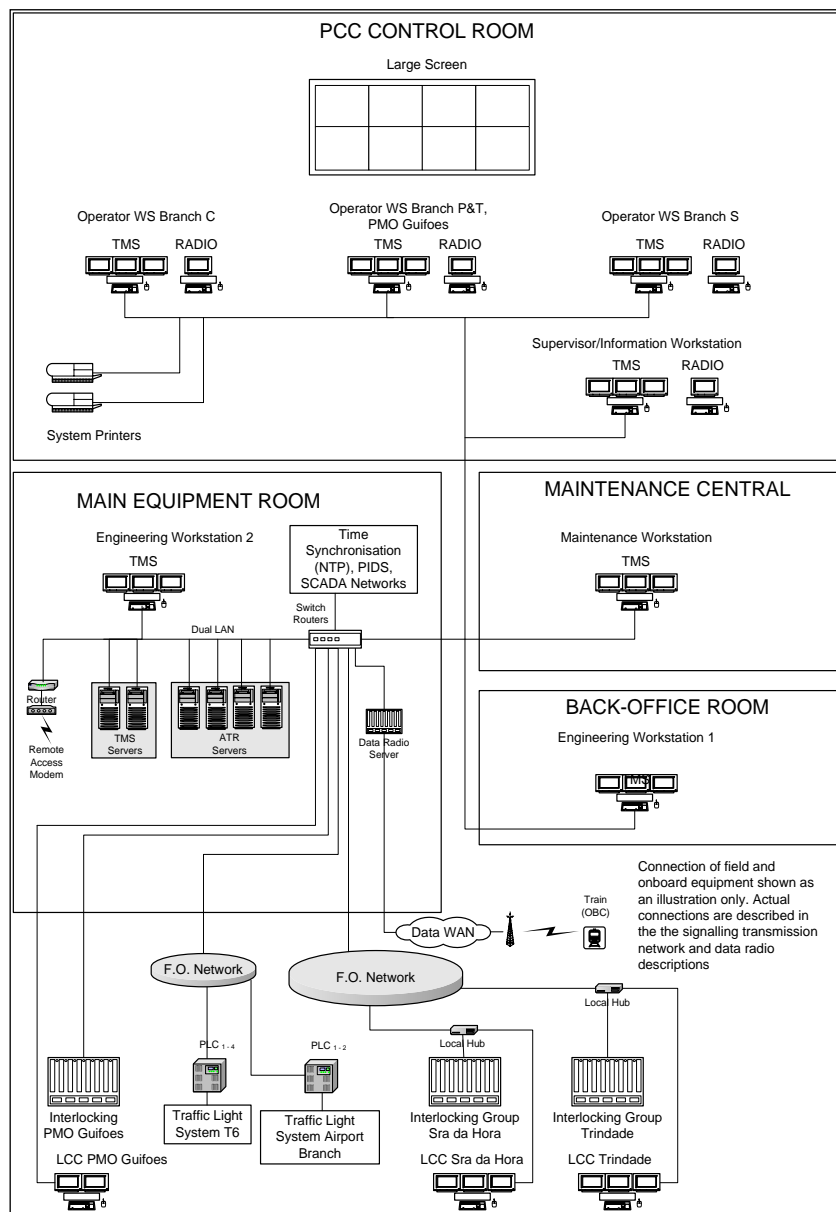 PCC CONTROL ROOM
Large Screen
Operator WS Branch C
TMS
RADIO
Operator WS Branch P&T,
PMO Guifoes
TMS
RADIO
Operator WS Branch S
TMS
RADIO
Supervisor/Information Workstation
TMS
RADIO
System Printers
MAIN EQUIPMENT ROOM
Engineering Workstation 2
TMS
Time
Synchronisation
(NTP), PIDS,
SCADA Networks
Switch
Routers
Dual LAN
Router
Remote
Access
Modem
TMS
Servers
ATR
Servers
Data Radio
Server
MAINTENANCE CENTRAL
Maintenance Workstation
TMS
BACK-OFFICE ROOM
Engineering Workstation 1
TMS
Connection of field and
onboard equipment shown as
an illustration only. Actual
connections are described in
the the signalling transmission
network and data radio
descriptions
Train
(OBC)
Data WAN
F.O. Network
F.O. Network
Local Hub
Local Hub
PLC 1 - 4
PLC 1 - 2
Interlocking
PMO Guifoes
Traffic Light
System T6
Traffic Light
System Airport
Branch
Interlocking Group
Sra da Hora
Interlocking Group
Trindade
LCC PMO Guifoes
LCC Sra da Hora
LCC Trindade